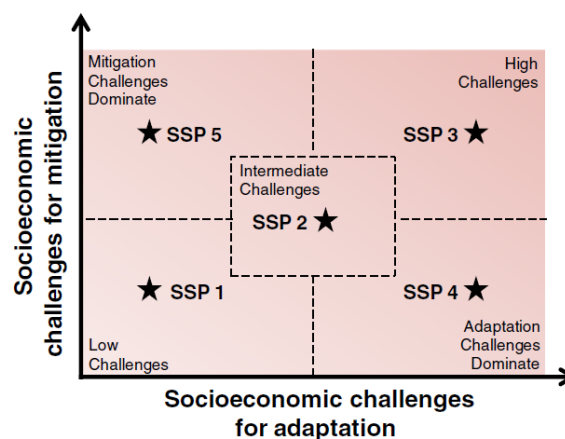 Socioeconomic
challenges for mitigation
Mitigation
Challenges
Dominate
High
Challenges
SSP 5
SSP 3
Intermediate
Challenges
SSP 2
SSP 1
SSP 4
Low
Challenges
Adaptation
Challenges
Dominate
Socioeconomic challenges
for adaptation